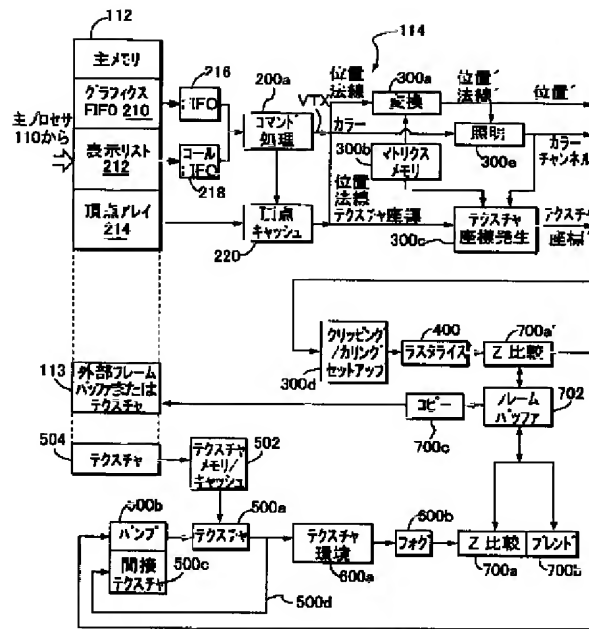 112
114
主メモリ
グラフィクス
FIFO 210
主プロセサ
110から
表示リスト
212
頂点アレイ
214
216
FIFO
コール
FIFO
218
200a
コマンド
処理
VTX
頂点
キャッシュ
220
位置
法線
カラー
300a
変換
300b
マトリクス
メモリ
位置
法線
テクスチャ座標
位置´
法線´
照明
300e
テクスチャ
座標発生
300c
位置´
カラー
チャンネル
テクスチャ
座標´
クリッピング
/カリング
セットアップ
300d
400
ラスタライズ
700a'
Z 比較
113
外部フレーム
バッファまたは
テクスチャ
コピー
700c
フレーム
バッファ
702
504
テクスチャ
502
テクスチャ
メモリ/
キャッシュ
500b
バンプ
間接
テクスチャ
500c
500a
テクスチャ
500d
テクスチャ
環境
600a
600b
フォグ
Z 比較
700a
ブレンド
700b